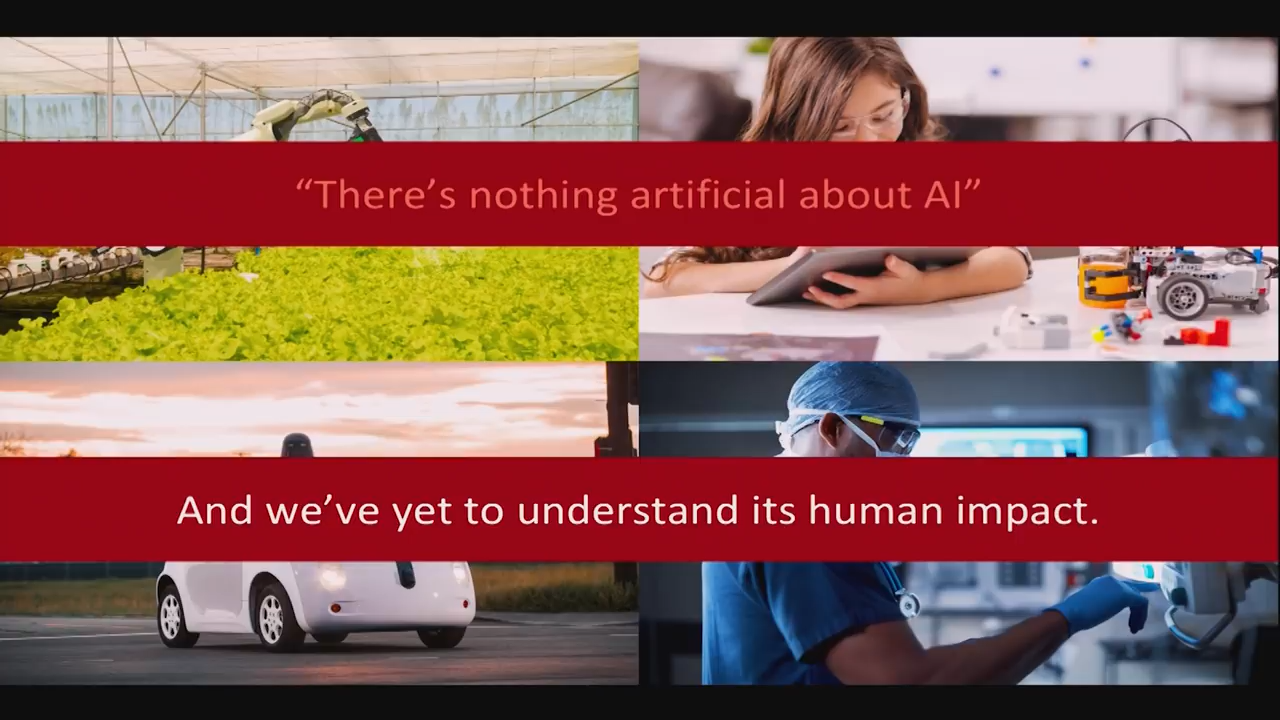 “There’s nothing artificial about AI”
And we’ve yet to understand its human impact.